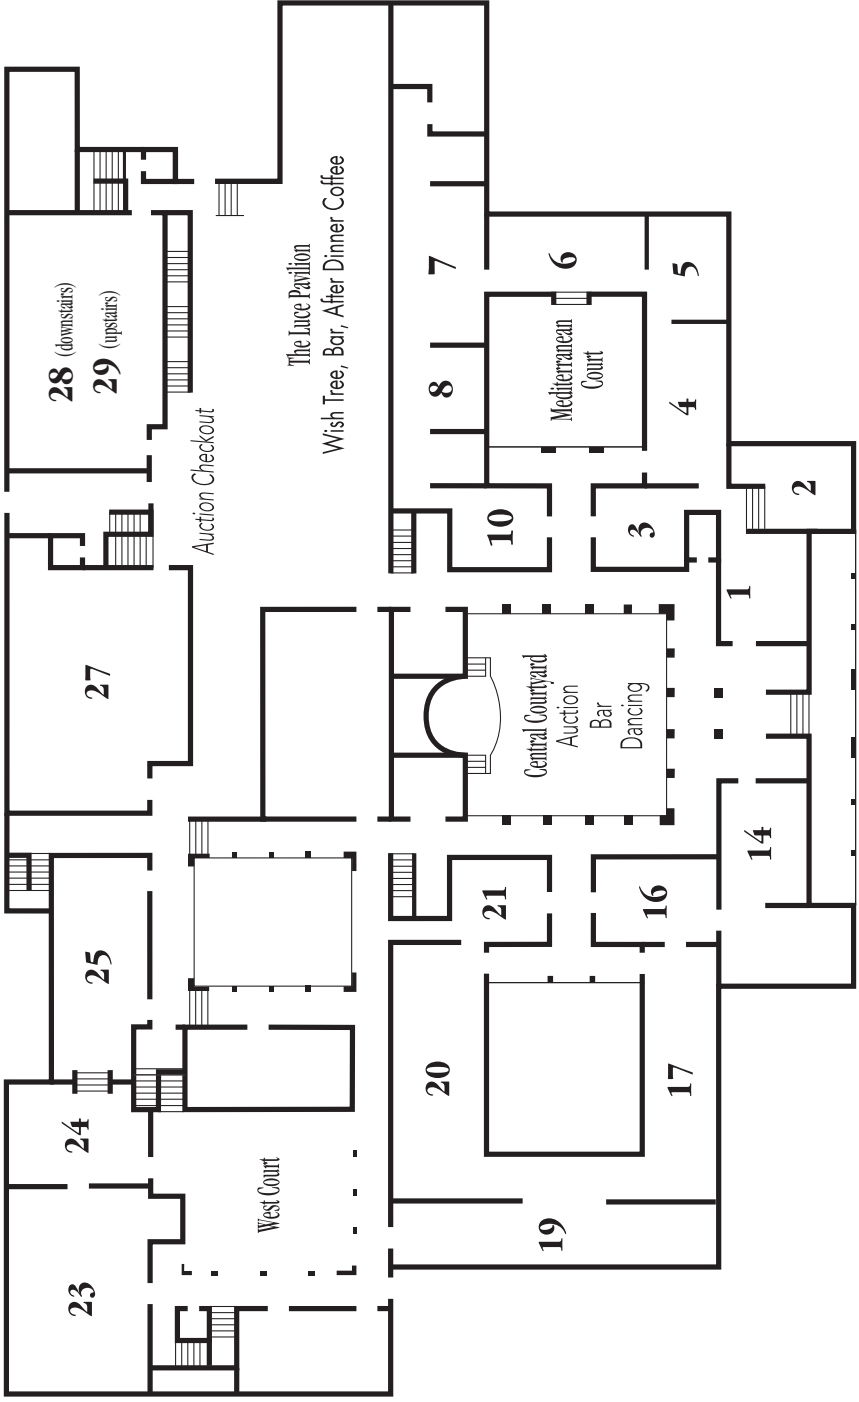 23
24
25
27
28 (downstairs)
29 (upstairs)
Auction Checkout
West Court
The Luce Pavilion
Wish Tree, Bar, After Dinner Coffee
20
21
10
8
7
Central Courtyard
Auction
Bar
Dancing
Mediterranean
Court
6
19
17
16
3
4
5
14
1
2